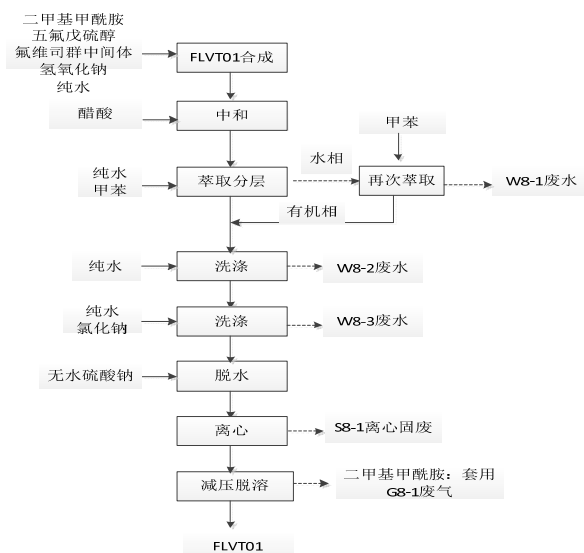 二甲基甲酰胺
五氟戊硫醇
氟维司群中间体
氢氧化钠
纯水
FLVT01合成
醋酸
中和
甲苯
水相
纯水
甲苯
萃取分层
再次萃取
W8-1废水
有机相
纯水
洗涤
W8-2废水
纯水
氯化钠
洗涤
W8-3废水
无水硫酸钠
脱水
离心
S8-1离心固废
减压脱溶
二甲基甲酰胺：套用
G8-1废气
FLVT01